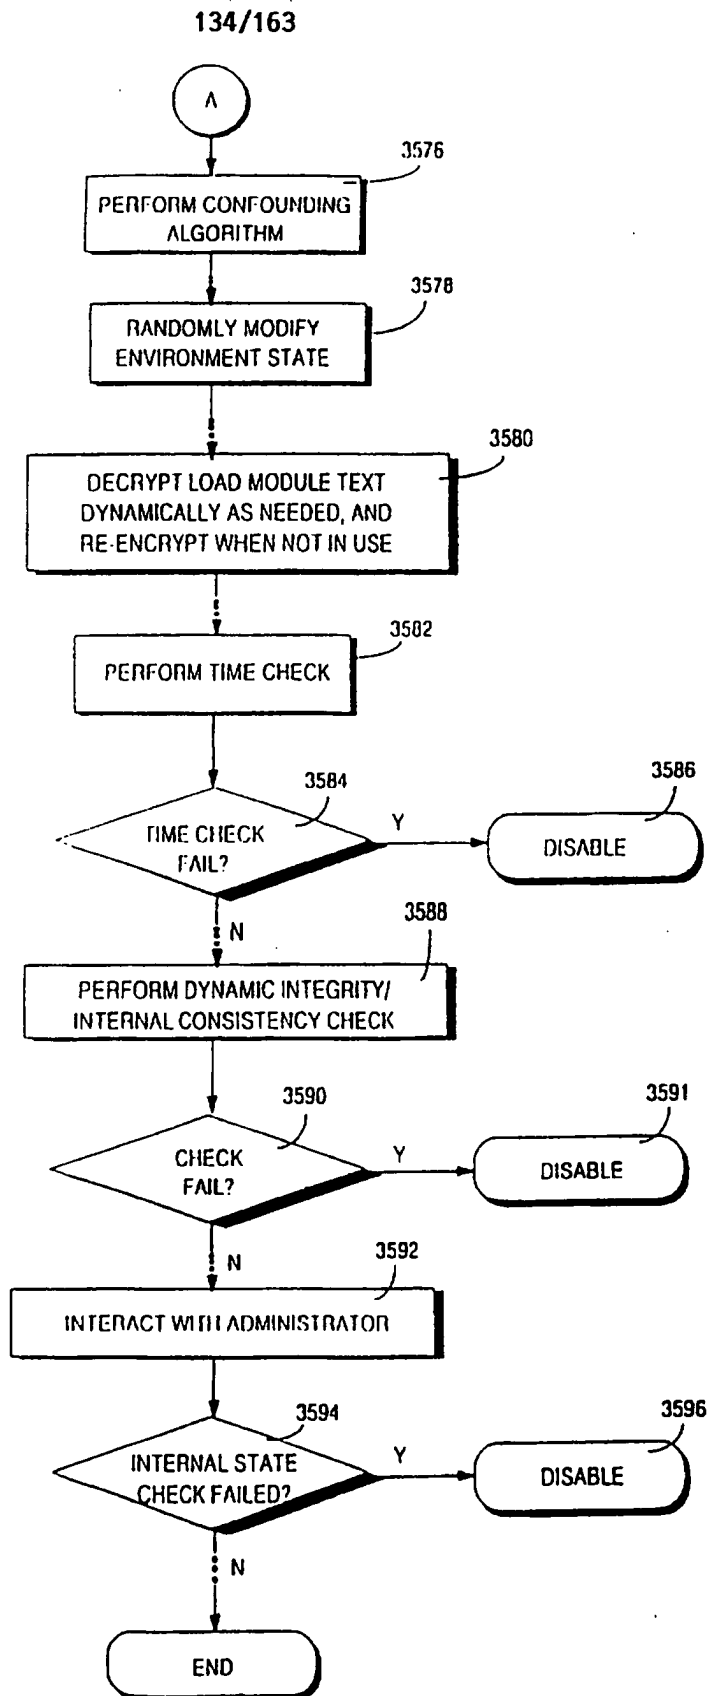 134/163
A
3576
PERFORM CONFOUNDING
ALGORITHM
3578
RANDOMLY MODIFY
ENVIRONMENT STATE
3580
DECRYPT LOAD MODULE TEXT
DYNAMICALLY AS NEEDED, AND
RE-ENCRYPT WHEN NOT IN USE
3582
PERFORM TIME CHECK
3584
TIME CHECK
FAIL?
Y
3586
DISABLE
N
3588
PERFORM DYNAMIC INTEGRITY/
INTERNAL CONSISTENCY CHECK
3590
CHECK
FAIL?
Y
3591
DISABLE
N
3592
INTERACT WITH ADMINISTRATOR
3594
INTERNAL STATE
CHECK FAILED?
Y
3596
DISABLE
N
END